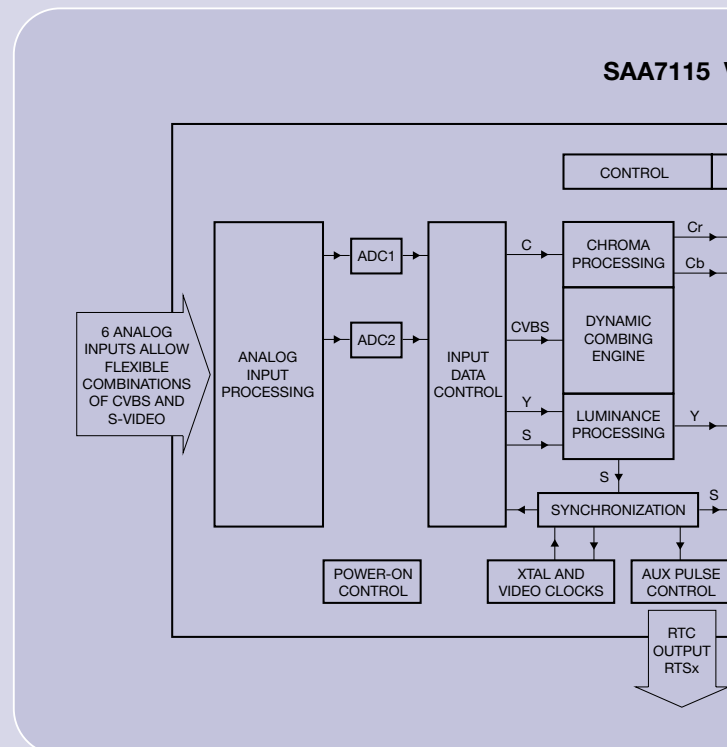 SAA7115
CONTROL
Cr
C
CHROMA
PROCESSING
Cb
ADC1
CVBS
DYNAMIC
COMBING
ENGINE
ADC2
6 ANALOG
INPUTS ALLOW
FLEXIBLE
COMBINATIONS
OF CVBS AND
S-VIDEO
ANALOG
INPUT
PROCESSING
INPUT
DATA
CONTROL
Y
LUMINANCE
PROCESSING
Y
S
S
SYNCHRONIZATION
S
POWER-ON
CONTROL
XTAL AND
VIDEO CLOCKS
AUX PULSE
CONTROL
RTC
OUTPUT
RTSx